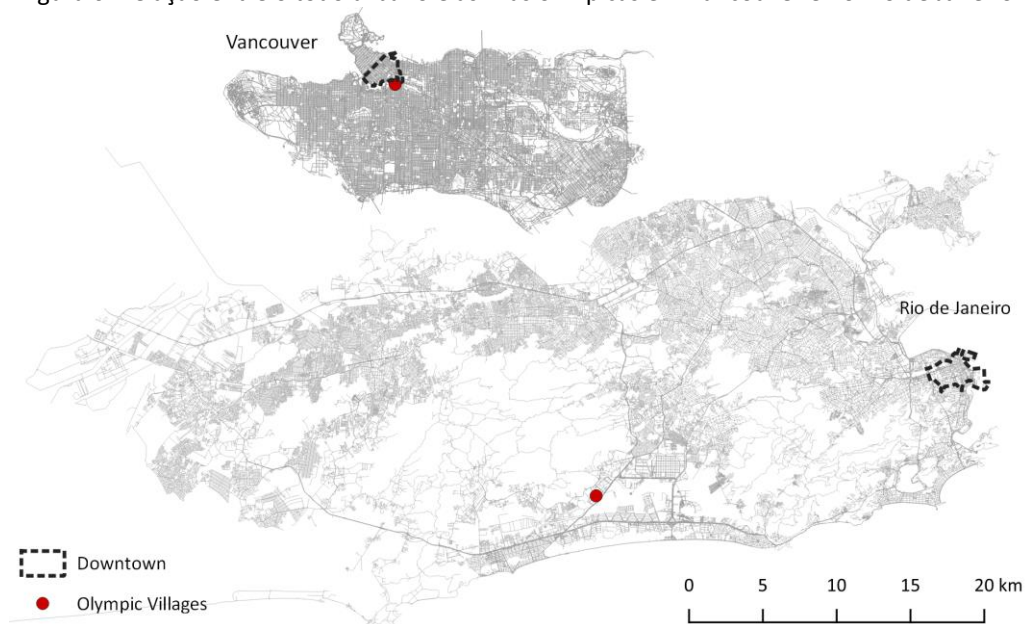 Vancouver
Rio de Janeiro
Downtown
Olympic Villages
0 5 10 15 20 km